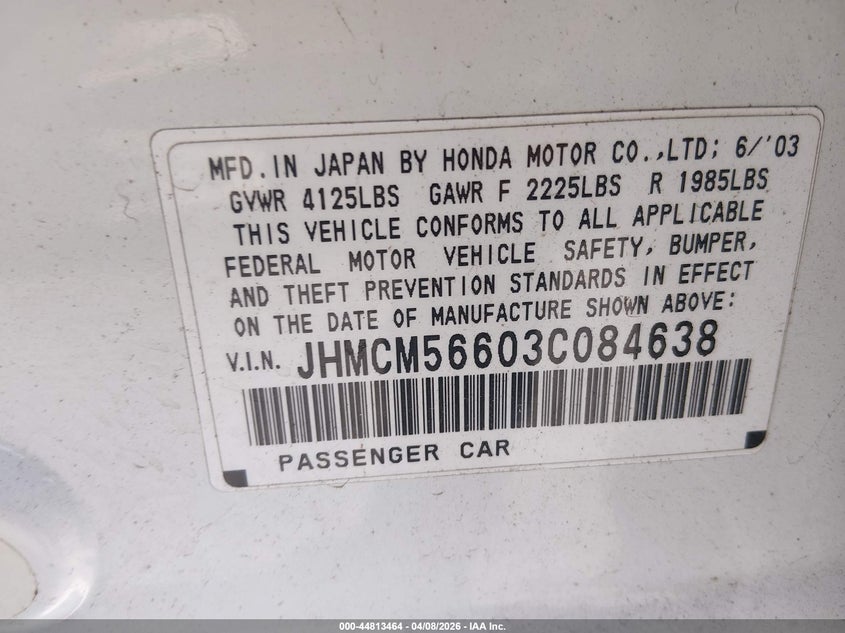 MFD.IN JAPAN BY HONDA MOTOR CO.,LTD; 6/'03
GVWR 4125LBS GAWR F 2225LBS R 1985LBS
THIS VEHICLE CONFORMS TO ALL APPLICABLE
FEDERAL MOTOR VEHICLE SAFETY, BUMPER,
AND THEFT PREVENTION STANDARDS IN EFFECT
ON THE DATE OF MANUFACTURE SHOWN ABOVE:
V.I.N. JHMCM56603C084638
PASSENGER CAR
000-44813464 | 04/08/2026 - IAA Inc.